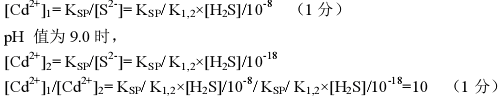 [Cd²⁺]₁= K_SP/[S²⁻]= K_SP/ K₁,₂×[H₂S]/10⁻⁸ （1 分）
pH 值为 9.0 时，
[Cd²⁺]₂= K_SP/[S²⁻]= K_SP/ K₁,₂×[H₂S]/10⁻¹⁸
[Cd²⁺]₁/[Cd²⁺]₂= K_SP/ K₁,₂×[H₂S]/10⁻⁸/ K_SP/ K₁,₂×[H₂S]/10⁻¹⁸=10 （1 分）